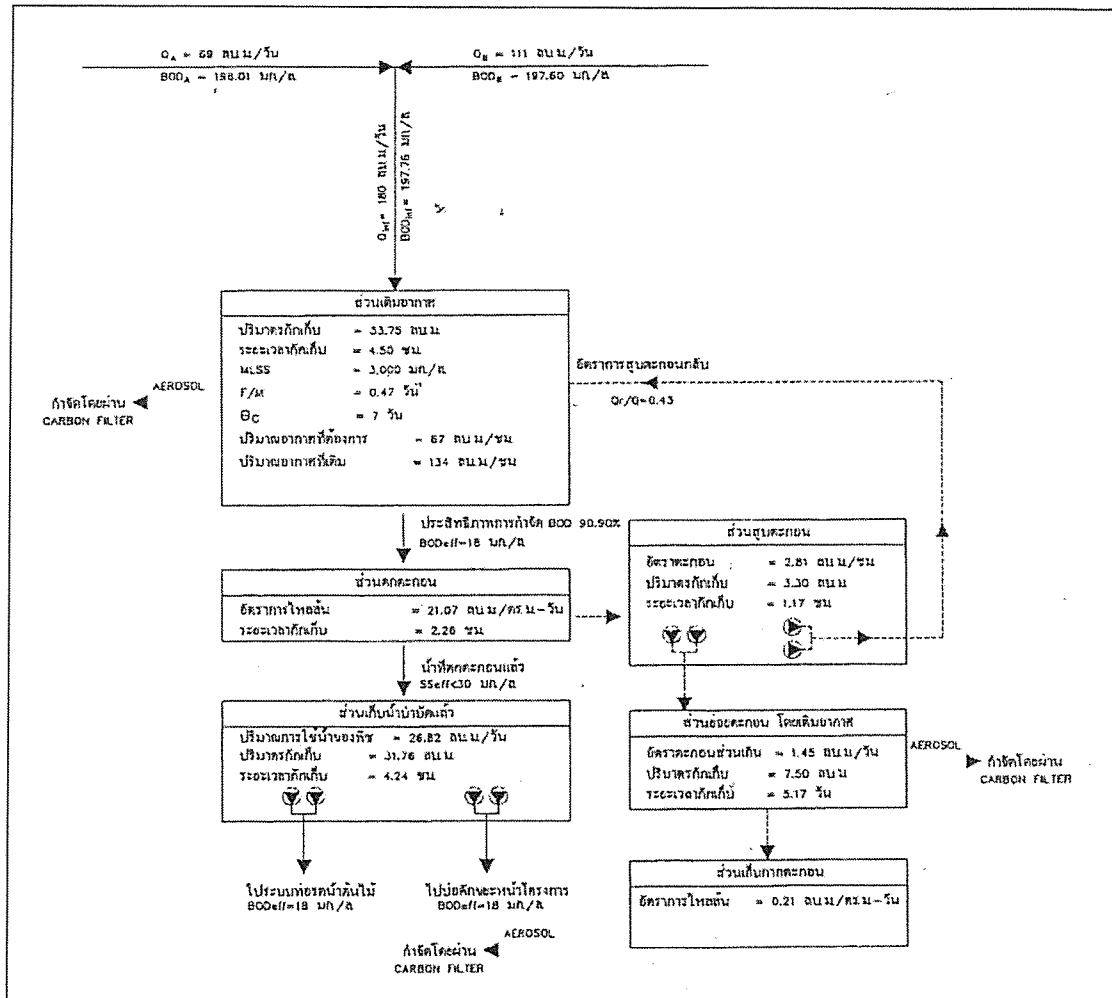 Q_A = 69 ลบ.ม/วัน
BOD_A = 198.01 มก/ล
Q_B = 111 ลบ.ม/วัน
BOD_B = 197.60 มก/ล
Q_inf = 180 ลบ.ม/วัน
BOD_inf = 197.76 มก/ล
ส่วนเติมอากาศ
ปริมาตรกักเก็บ = 33.75 ลบ.ม
ระยะเวลากักเก็บ = 4.50 ชม
MLSS = 3,000 มก/ล
F/M = 0.47 วัน
ΘC = 7 วัน
ปริมาณอากาศที่ต้องการ = 67 ลบ.ม/ชม
ปริมาณอากาศที่เติม = 134 ลบ.ม/ชม
AEROSOL
กำจัดโดยผ่าน
CARBON FILTER
อัตราการสูบตะกอนกลับ
Qr/Q=0.43
ประสิทธิภาพการกำจัด BOD 90.90%
BODeff=18 มก/ล
ส่วนตกตะกอน
อัตราการไหลล้น = 21.07 ลบ.ม/ตร.ม-วัน
ระยะเวลากักเก็บ = 2.26 ชม
ส่วนสูบตะกอน
อัตราตะกอน = 2.81 ลบ.ม/ชม
ปริมาตรกักเก็บ = 3.30 ลบ.ม
ระยะเวลากักเก็บ = 1.17 ชม
น้ำที่ตกตะกอนแล้ว
SSeff<30 มก/ล
ส่วนเก็บน้ำบำบัดแล้ว
ปริมาณการใช้น้ำของพืช = 26.82 ลบ.ม/วัน
ปริมาตรกักเก็บ = 31.76 ลบ.ม
ระยะเวลากักเก็บ = 4.24 ชม
ส่วนย่อยตะกอน โดยเติมอากาศ
อัตราตะกอนส่วนเกิน = 1.45 ลบ.ม/วัน
ปริมาตรกักเก็บ = 7.50 ลบ.ม
ระยะเวลากักเก็บ = 5.17 วัน
AEROSOL
กำจัดโดยผ่าน
CARBON FILTER
ส่วนเก็บกากตะกอน
อัตราการไหลล้น = 0.21 ลบ.ม/ตร.ม-วัน
ไประบบท่อรดน้ำต้นไม้
BODeff=18 มก/ล
ไปบ่อดักขยะหน้าโครงการ
BODeff=18 มก/ล
AEROSOL
กำจัดโดยผ่าน
CARBON FILTER